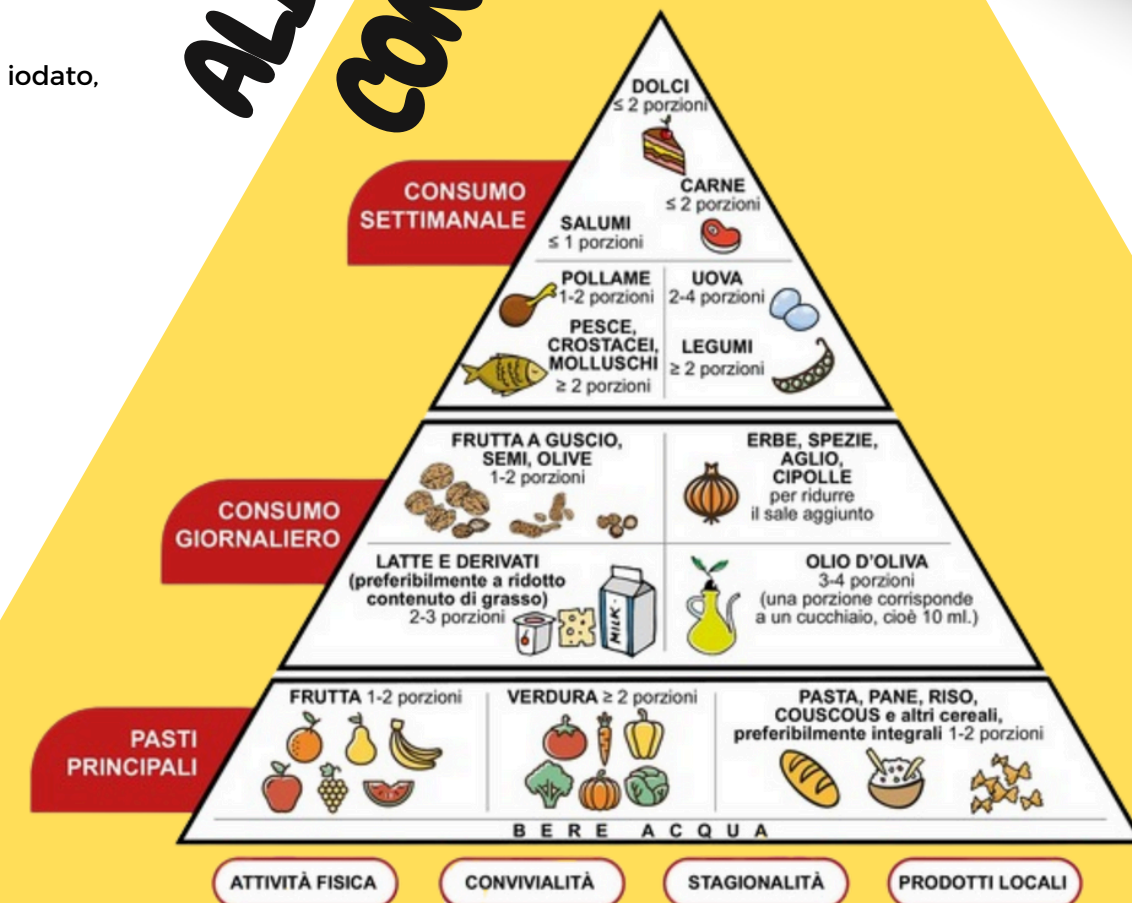 iodato,
DOLCI
≤ 2 porzioni
CONSUMO
SETTIMANALE
CARNE
≤ 2 porzioni
SALUMI
≤ 1 porzioni
POLLAME
1-2 porzioni
UOVA
2-4 porzioni
PESCE,
CROSTACEI,
MOLLUSCHI
≥ 2 porzioni
LEGUMI
≥ 2 porzioni
CONSUMO
GIORNALIERO
FRUTTA A GUSCIO,
SEMI, OLIVE
1-2 porzioni
ERBE, SPEZIE,
AGLIO,
CIPOLLE
per ridurre
il sale aggiunto
LATTE E DERIVATI
(preferibilmente a ridotto
contenuto di grasso)
2-3 porzioni
MILK
OLIO D'OLIVA
3-4 porzioni
(una porzione corrisponde
a un cucchiaio, cioè 10 ml.)
PASTI
PRINCIPALI
FRUTTA 1-2 porzioni
VERDURA ≥ 2 porzioni
PASTA, PANE, RISO,
COUSCOUS e altri cereali,
preferibilmente integrali 1-2 porzioni
BERE ACQUA
ATTIVITÀ FISICA
CONVIVIALITÀ
STAGIONALITÀ
PRODOTTI LOCALI